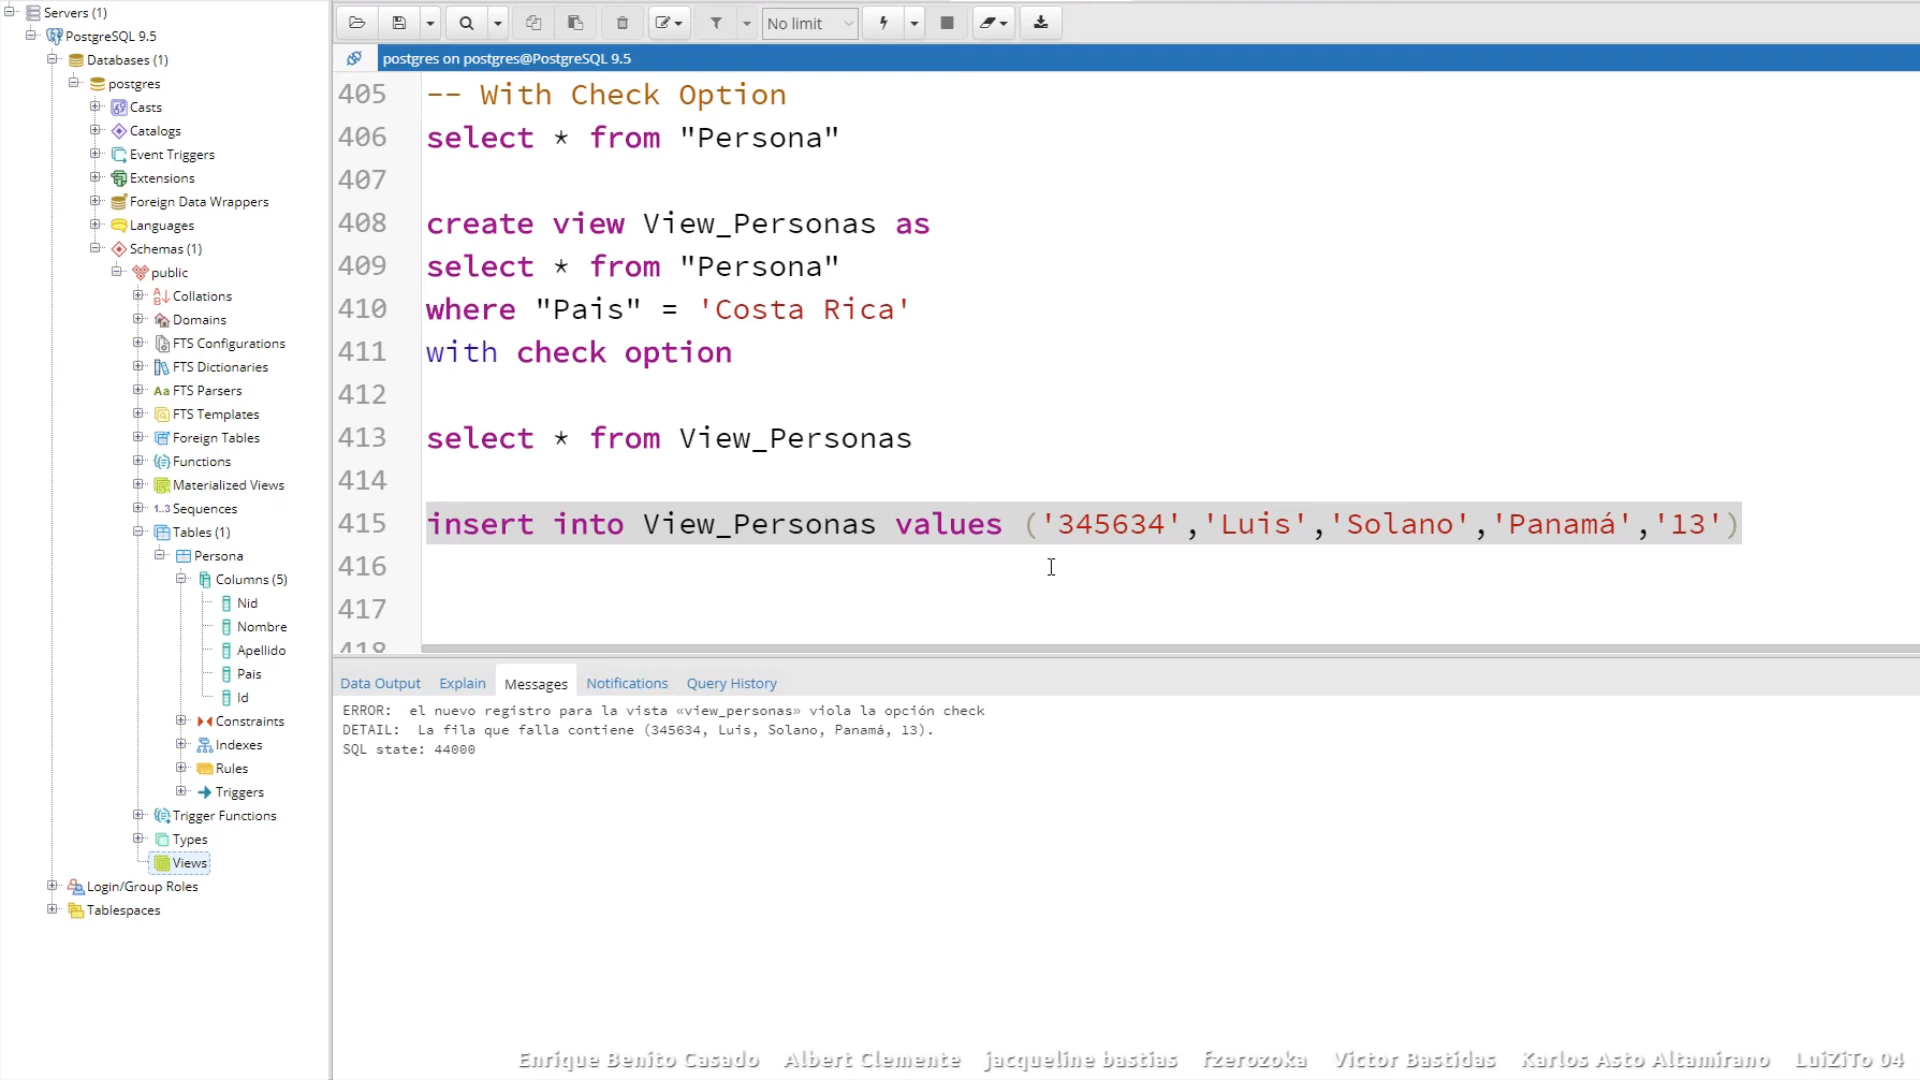 Servers (1)
PostgreSQL 9.5
Databases (1)
postgres
Casts
Catalogs
Event Triggers
Extensions
Foreign Data Wrappers
Languages
Schemas (1)
public
Collations
Domains
FTS Configurations
FTS Dictionaries
Aa FTS Parsers
FTS Templates
Foreign Tables
Functions
Materialized Views
1..3 Sequences
Tables (1)
Persona
Columns (5)
Nid
Nombre
Apellido
Pais
Id
Constraints
Indexes
Rules
Triggers
Trigger Functions
Types
Views
Login/Group Roles
Tablespaces
No limit
postgres on postgres@PostgreSQL 9.5
405 -- With Check Option
406 select * from "Persona"
407
408 create view View_Personas as
409 select * from "Persona"
410 where "Pais" = 'Costa Rica'
411 with check option
412
413 select * from View_Personas
414
415 insert into View_Personas values ('345634','Luis','Solano','Panamá','13')
416
417
418
Data Output Explain Messages Notifications Query History
ERROR:  el nuevo registro para la vista «view_personas» viola la opción check
DETAIL:  La fila que falla contiene (345634, Luis, Solano, Panamá, 13).
SQL state: 44000
Enrique Benito Casado Albert Clemente jacqueline bastias fzerozoka Victor Bastidas Karlos Asto Altamirano LuiZiTo 04